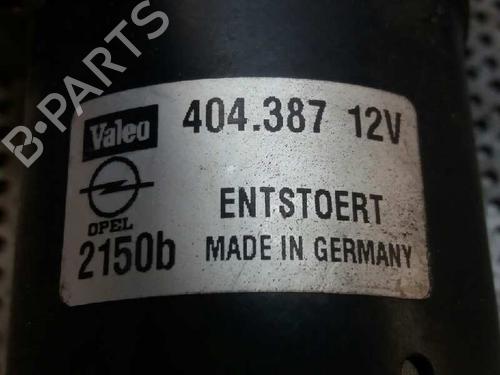 B-PARTS
Valeo 404.387 12V
OPEL ENTSTOERT
2150b MADE IN GERMANY